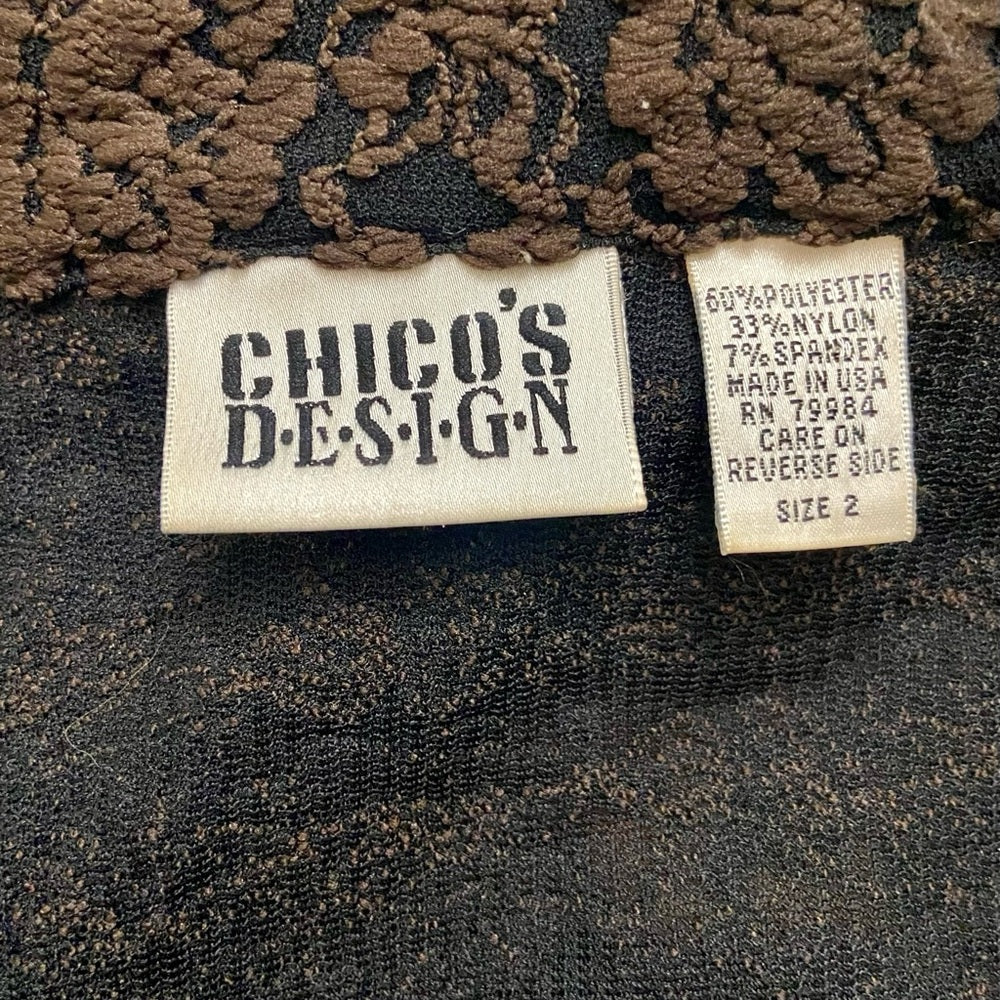 CHICO'S
D·E·S·I·G·N
60%POLYESTER
33%NYLON
7%SPANDEX
MADE IN USA
RN 79984
CARE ON
REVERSE SIDE
SIZE 2